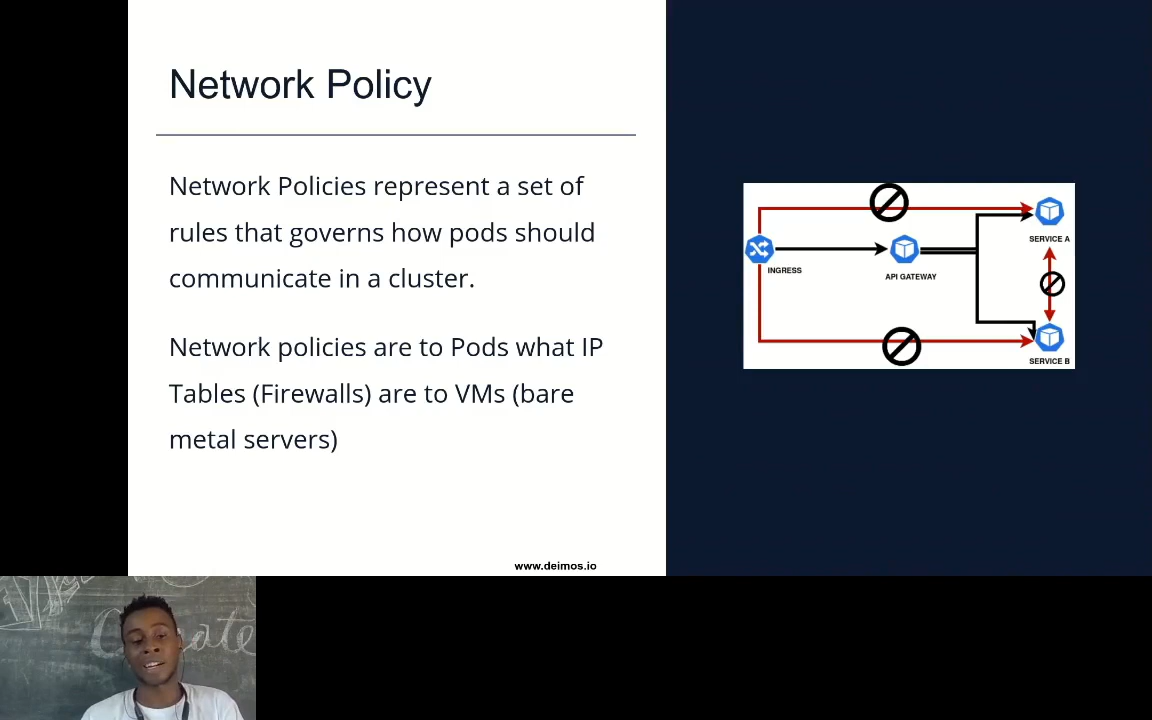 Network Policy
Network Policies represent a set of
rules that governs how pods should
communicate in a cluster.
Network policies are to Pods what IP
Tables (Firewalls) are to VMs (bare
metal servers)
www.deimos.io
INGRESS
API GATEWAY
SERVICE A
SERVICE B